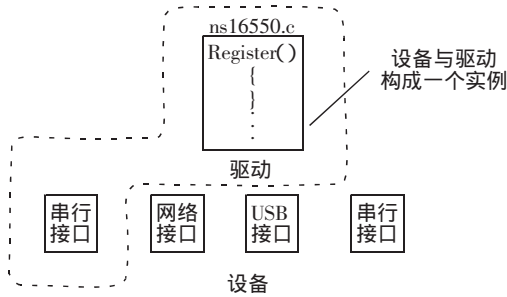 ns16550.c
Register()
{
}
.
.
设备与驱动
构成一个实例
驱动
串行
接口
网络
接口
USB
接口
串行
接口
设备